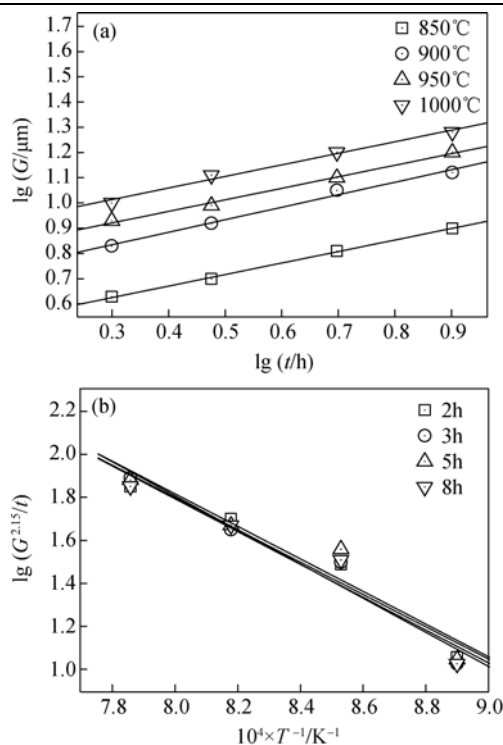 (a)
850℃
900℃
950℃
1000℃
1.7
1.6
1.5
1.4
1.3
1.2
1.1
1.0
0.9
0.8
0.7
0.6
lg (G/μm)
0.3 0.4 0.5 0.6 0.7 0.8 0.9
lg (t/h)
(b)
2h
3h
5h
8h
2.2
2.0
1.8
1.6
1.4
1.2
1.0
lg (G^2.15/t)
7.8 8.0 8.2 8.4 8.6 8.8 9.0
10^4×T^−1/K^−1